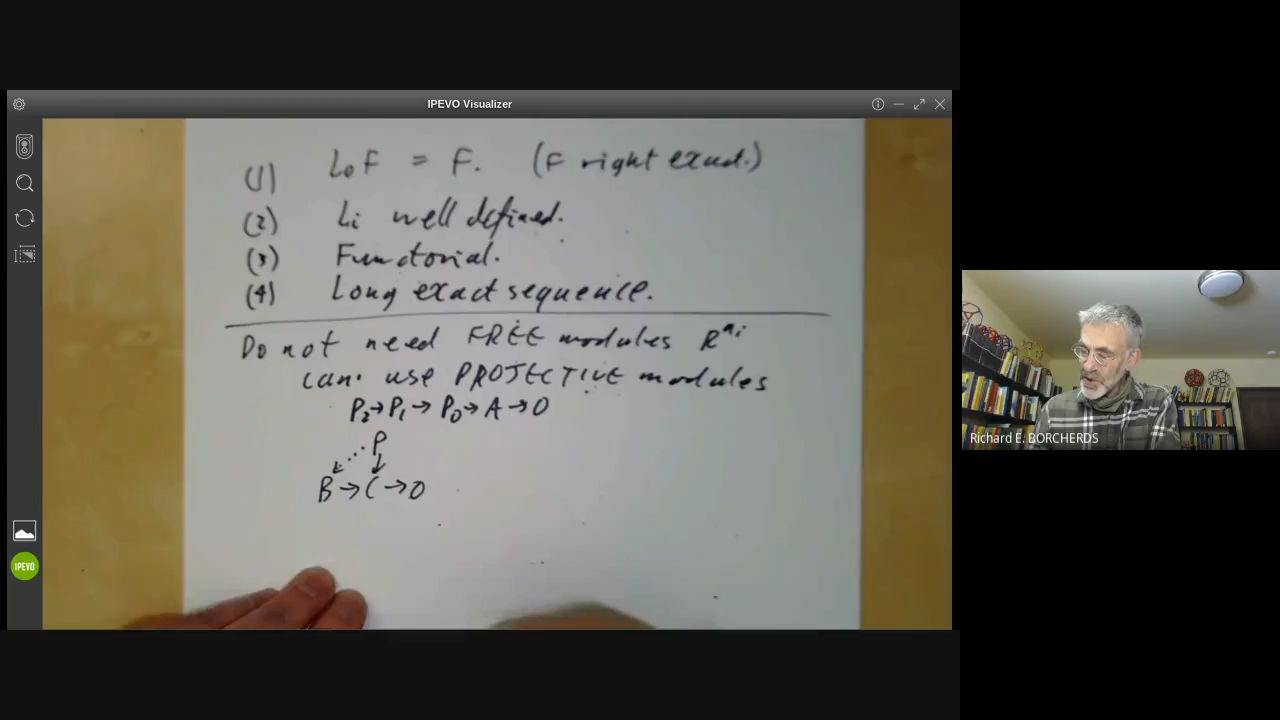 IPEVO Visualizer
(1) L₀F = F. (F right exact.)
(2) Li well defined.
(3) Functorial.
(4) Long exact sequence.
Do not need FREE modules R^{n_i}
can use PROJECTIVE modules
P₂→P₁→P₀→A→0
P
B→C→0
Richard E. BORCHERDS
IPEVO